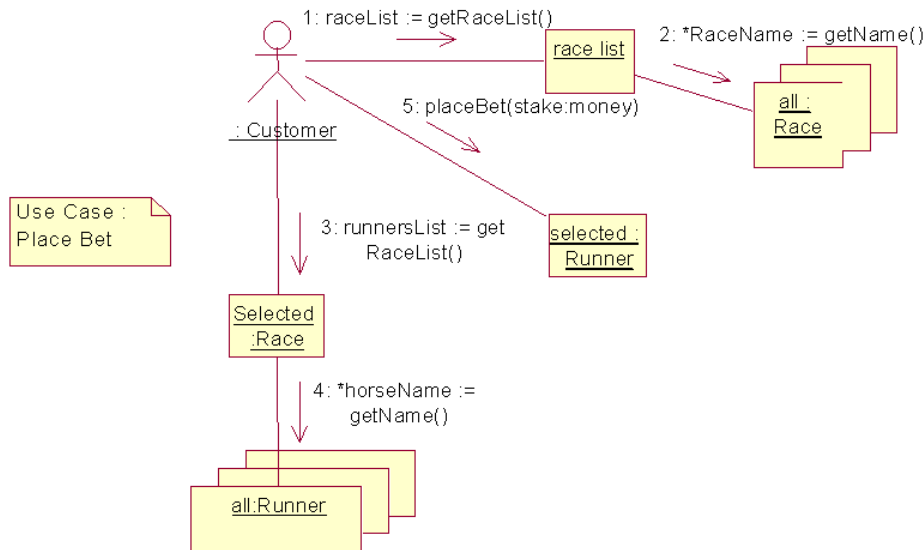 1: raceList := getRaceList()
race list
2: *RaceName := getName()
all :
Race
: Customer
5: placeBet(stake:money)
Use Case :
Place Bet
3: runnersList := get
RaceList()
selected :
Runner
Selected
:Race
4: *horseName :=
getName()
all:Runner